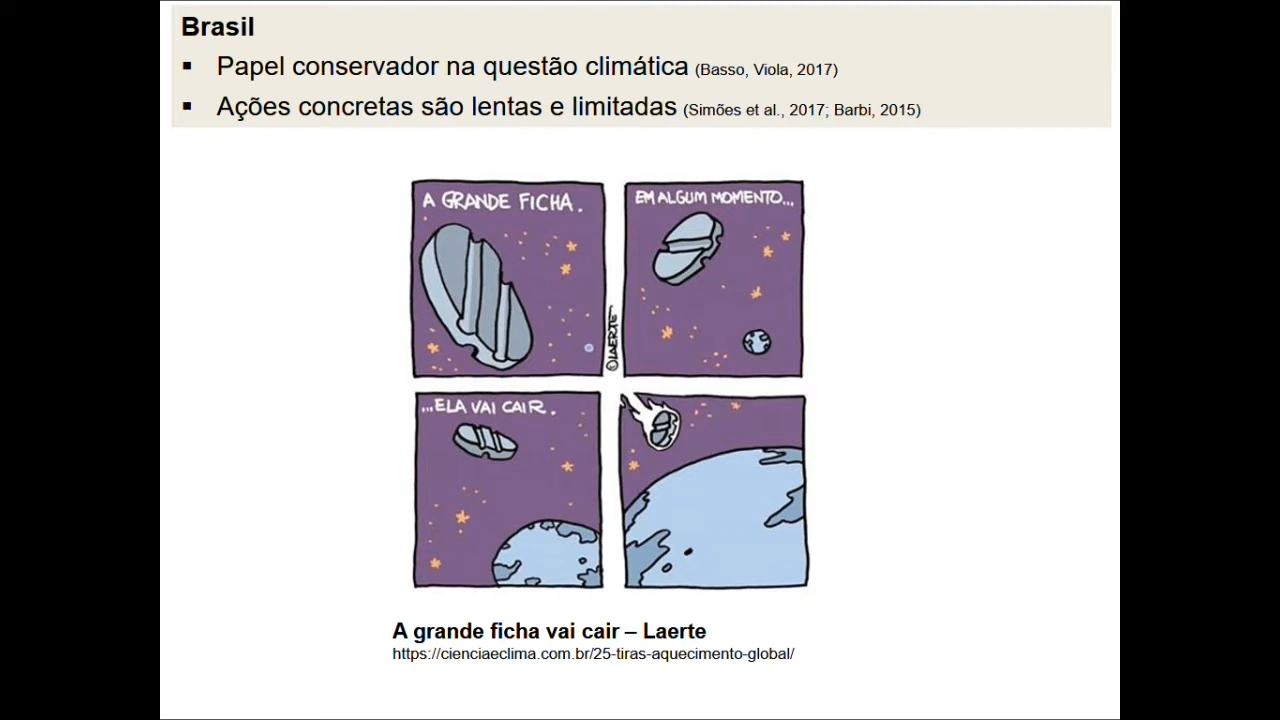 Brasil
▪ Papel conservador na questão climática (Basso, Viola, 2017)
▪ Ações concretas são lentas e limitadas (Simões et al., 2017; Barbi, 2015)
A GRANDE FICHA.
EM ALGUM MOMENTO...
©LAERTE
...ELA VAI CAIR.
A grande ficha vai cair – Laerte
https://cienciaeclima.com.br/25-tiras-aquecimento-global/